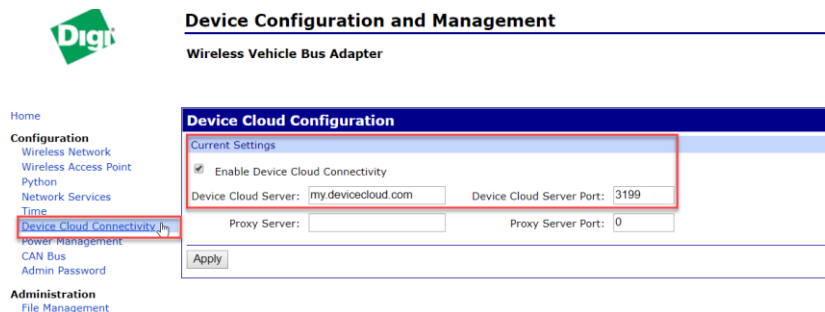 Digi
Device Configuration and Management
Wireless Vehicle Bus Adapter
Home
Configuration
Wireless Network
Wireless Access Point
Python
Network Services
Time
Device Cloud Connectivity
Power Management
CAN Bus
Admin Password
Administration
File Management
Device Cloud Configuration
Current Settings
Enable Device Cloud Connectivity
Device Cloud Server: my.devicecloud.com Device Cloud Server Port: 3199
Proxy Server: Proxy Server Port: 0
Apply